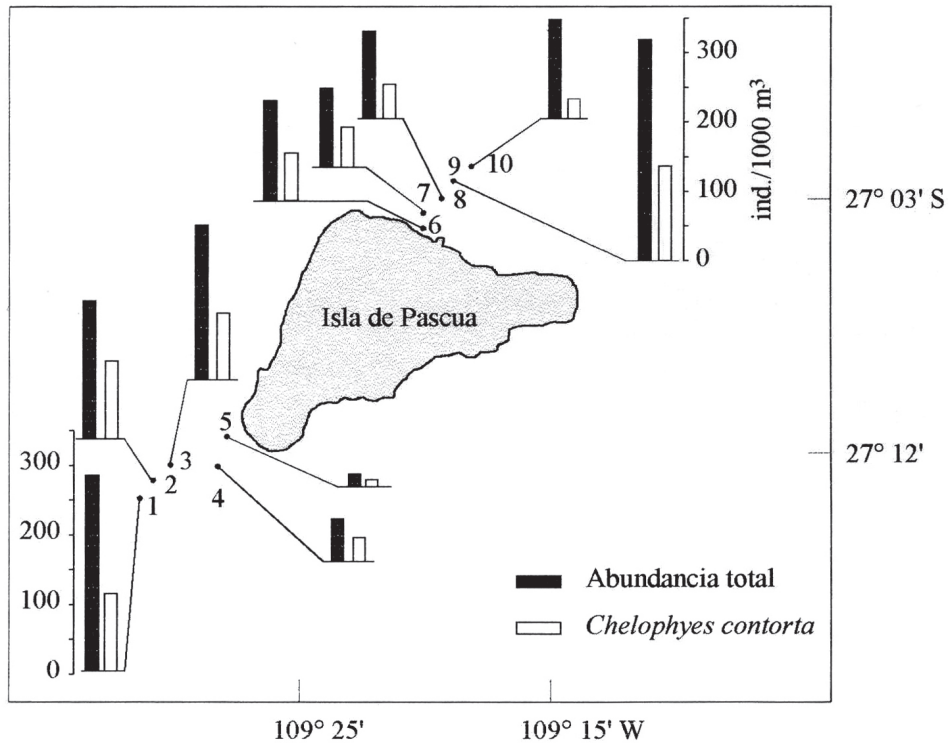 300
200
100
0
ind./1000 m³
9 10
7 8
6
27° 03' S
Isla de Pascua
5
27° 12'
3
2
4
1
300
200
100
0
Abundancia total
Chelophyes contorta
109° 25' 109° 15' W